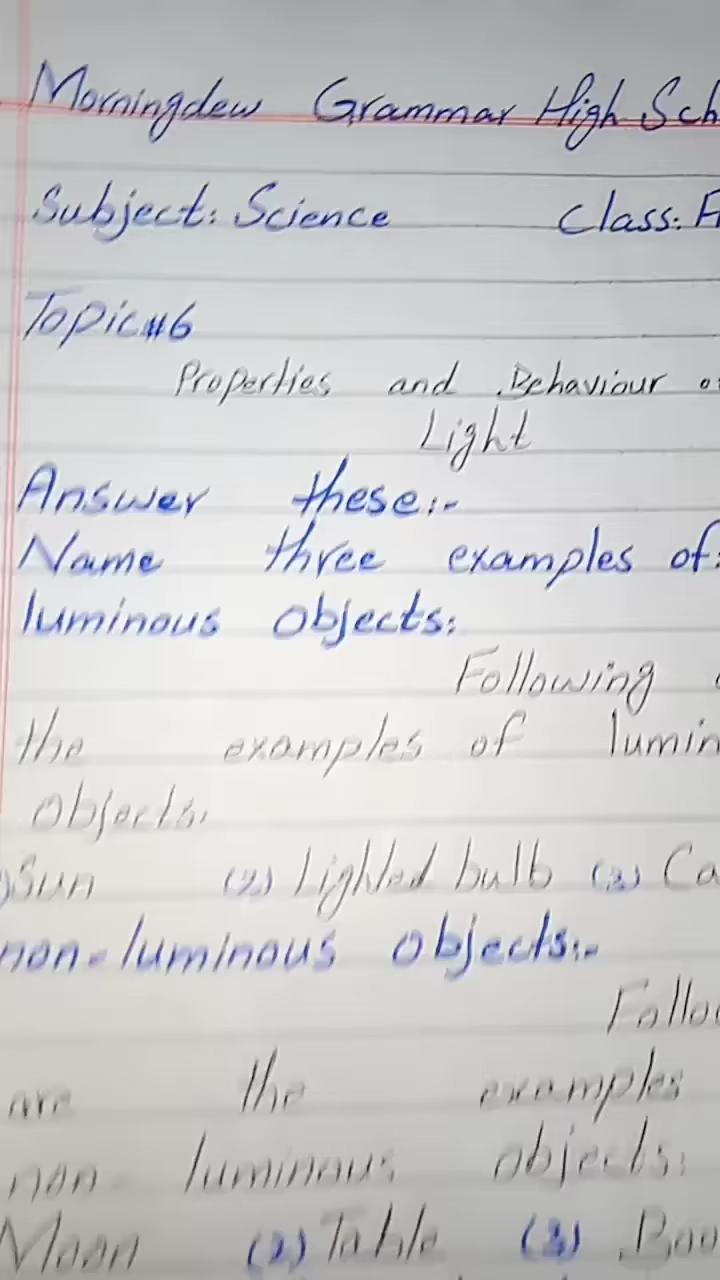 Morningdew Grammar High Sch
Subject: Science Class: F
Topic#6
Properties and Behaviour o
Light
Answer these:-
Name three examples of:
luminous objects:
Following
the examples of lumin
objects.
)Sun (2) Lighted bulb (3) Ca
non-luminous objects:-
Follo
are the examples
non-luminous objects:
Moon (2) Table (3) Boo